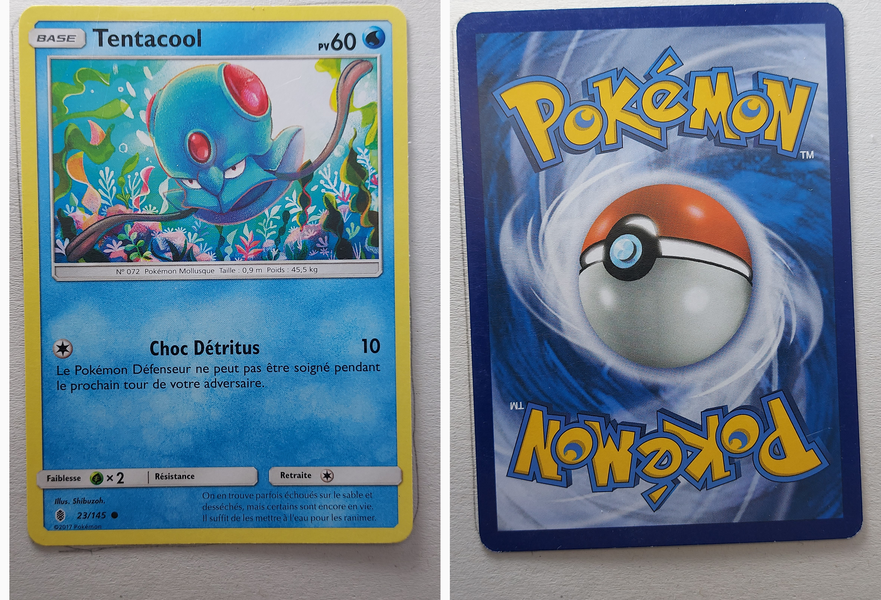 BASE Tentacool PV60
N° 072 Pokémon Mollusque Taille : 0,9 m Poids : 45,5 kg
Choc Détritus 10
Le Pokémon Défenseur ne peut pas être soigné pendant
le prochain tour de votre adversaire.
Faiblesse ×2 Résistance Retraite
Illus. Shibuzoh.
23/145
©2017 Pokémon
On en trouve parfois échoués sur le sable et
desséchés, mais certains sont encore en vie.
Il suffit de les mettre à l'eau pour les ranimer.
POKéMON
TM
POKéMON
TM